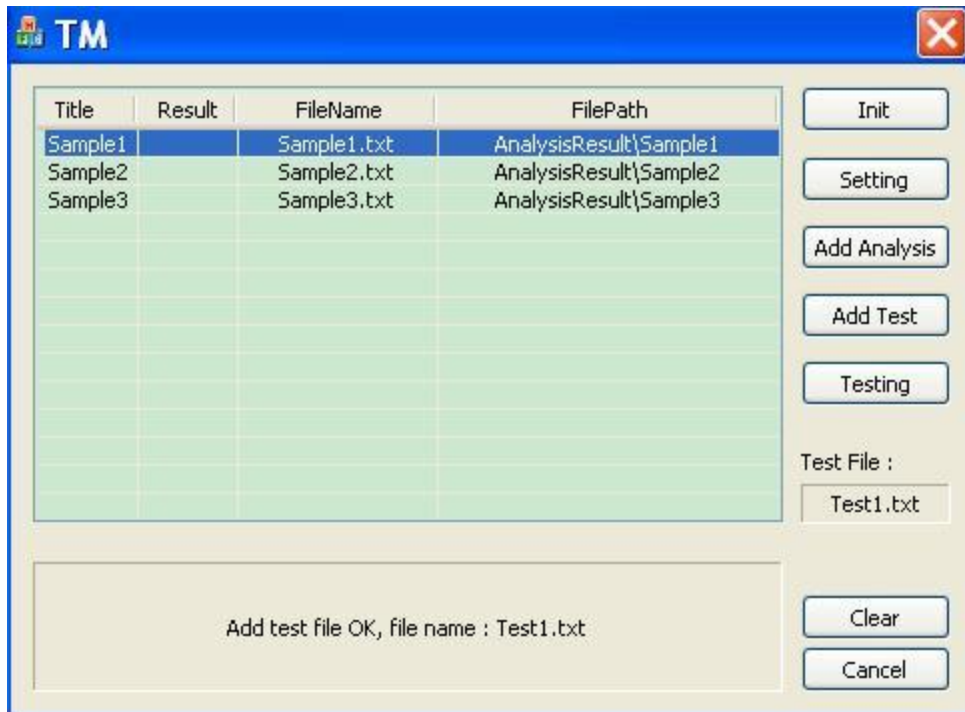 TM
Title Result FileName FilePath
Sample1 Sample1.txt AnalysisResult\Sample1
Sample2 Sample2.txt AnalysisResult\Sample2
Sample3 Sample3.txt AnalysisResult\Sample3
Init
Setting
Add Analysis
Add Test
Testing
Test File :
Test1.txt
Add test file OK, file name : Test1.txt
Clear
Cancel